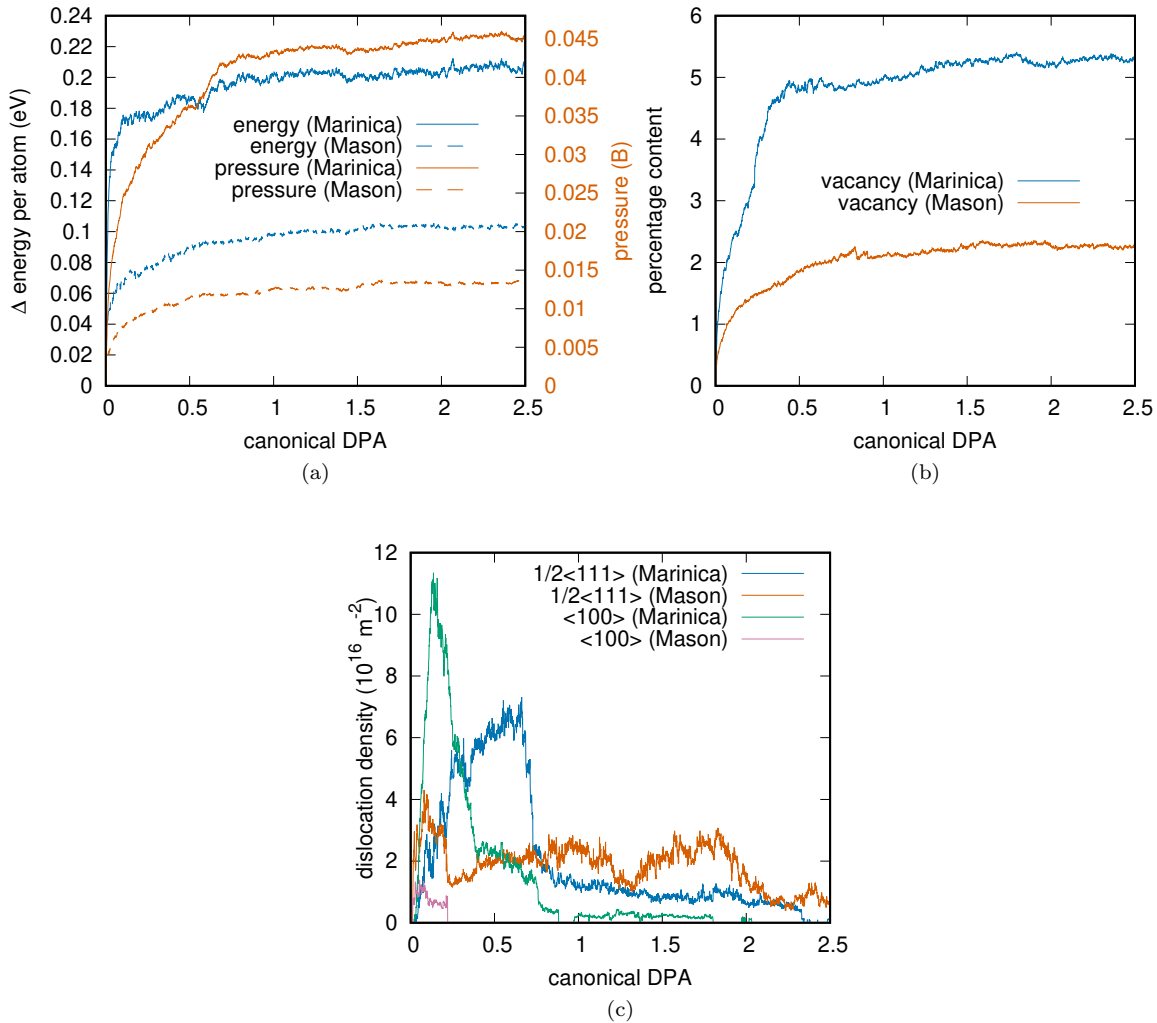 0.24
0.22
0.2
0.18
0.16
0.14
0.12
0.1
0.08
0.06
0.04
0.02
0
Δ energy per atom (eV)
energy (Marinica)
energy (Mason)
pressure (Marinica)
pressure (Mason)
0.045
0.04
0.035
0.03
0.025
0.02
0.015
0.01
0.005
0
pressure (B)
0 0.5 1 1.5 2 2.5
canonical DPA
(a)
6
5
4
3
2
1
0
percentage content
vacancy (Marinica)
vacancy (Mason)
0 0.5 1 1.5 2 2.5
canonical DPA
(b)
12
10
8
6
4
2
0
dislocation density (10^16 m^-2)
1/2<111> (Marinica)
1/2<111> (Mason)
<100> (Marinica)
<100> (Mason)
0 0.5 1 1.5 2 2.5
canonical DPA
(c)